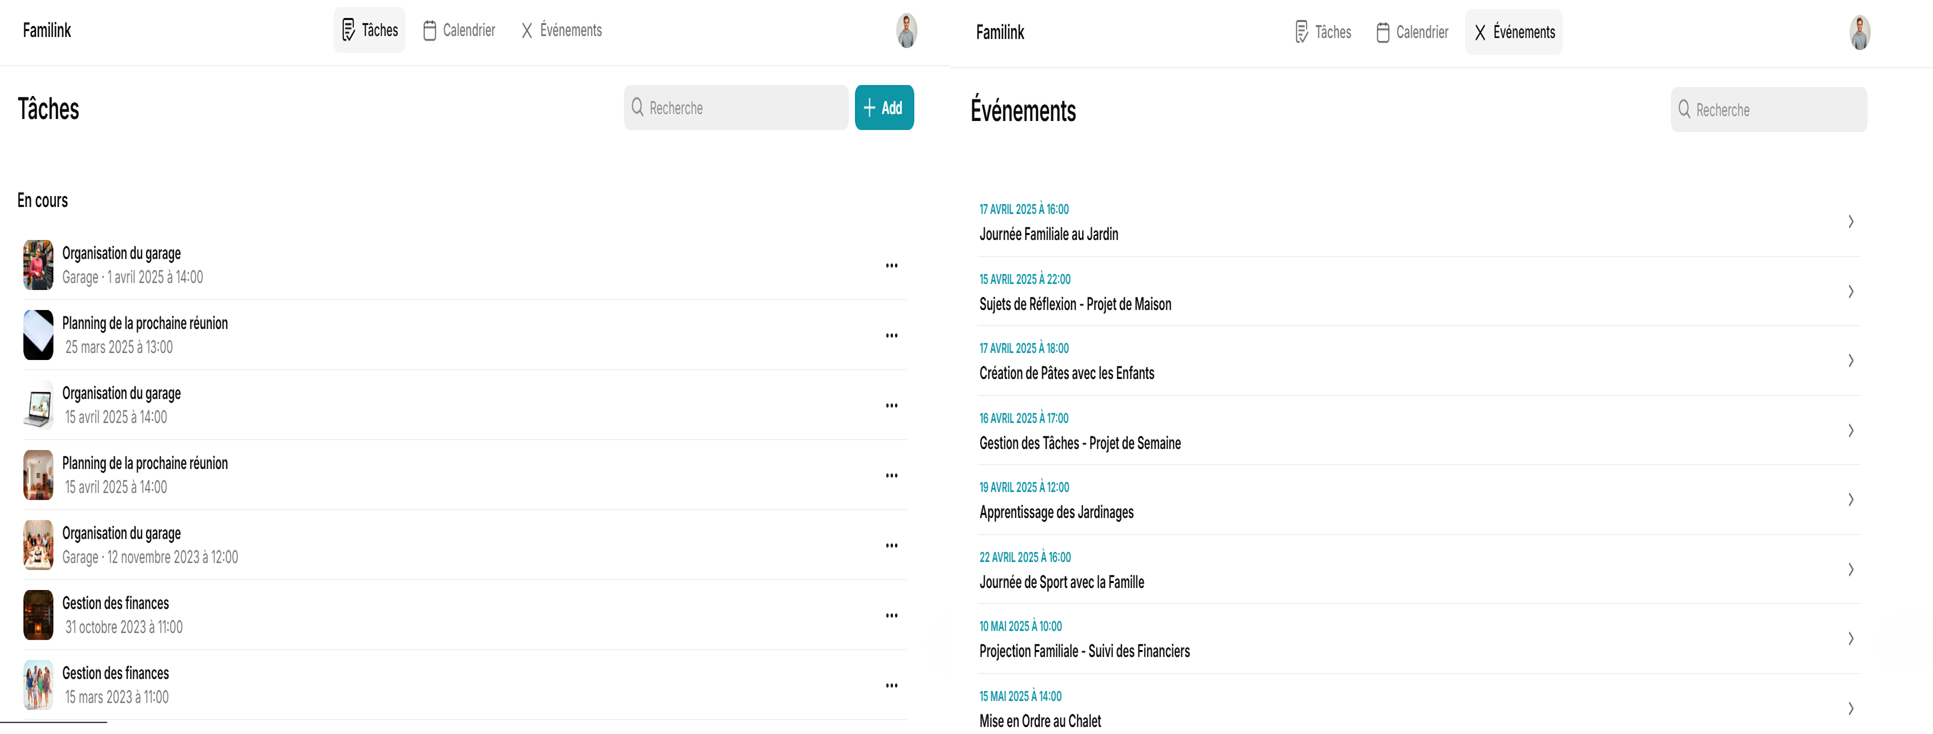 Familink
Tâches
Calendrier
Événements
Tâches
Recherche
+ Add
En cours
Organisation du garage
Garage · 1 avril 2025 à 14:00
Planning de la prochaine réunion
25 mars 2025 à 13:00
Organisation du garage
15 avril 2025 à 14:00
Planning de la prochaine réunion
15 avril 2025 à 14:00
Organisation du garage
Garage · 12 novembre 2023 à 12:00
Gestion des finances
31 octobre 2023 à 11:00
Gestion des finances
15 mars 2023 à 11:00
Familink
Tâches
Calendrier
Événements
Événements
Recherche
17 AVRIL 2025 À 16:00
Journée Familiale au Jardin
15 AVRIL 2025 À 22:00
Sujets de Réflexion - Projet de Maison
17 AVRIL 2025 À 18:00
Création de Pâtes avec les Enfants
16 AVRIL 2025 À 17:00
Gestion des Tâches - Projet de Semaine
19 AVRIL 2025 À 12:00
Apprentissage des Jardinages
22 AVRIL 2025 À 16:00
Journée de Sport avec la Famille
10 MAI 2025 À 10:00
Projection Familiale - Suivi des Financiers
15 MAI 2025 À 14:00
Mise en Ordre au Chalet